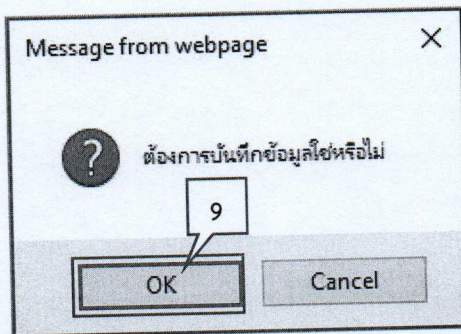 Message from webpage
ต้องการบันทึกข้อมูลใช่หรือไม่
9
OK
Cancel